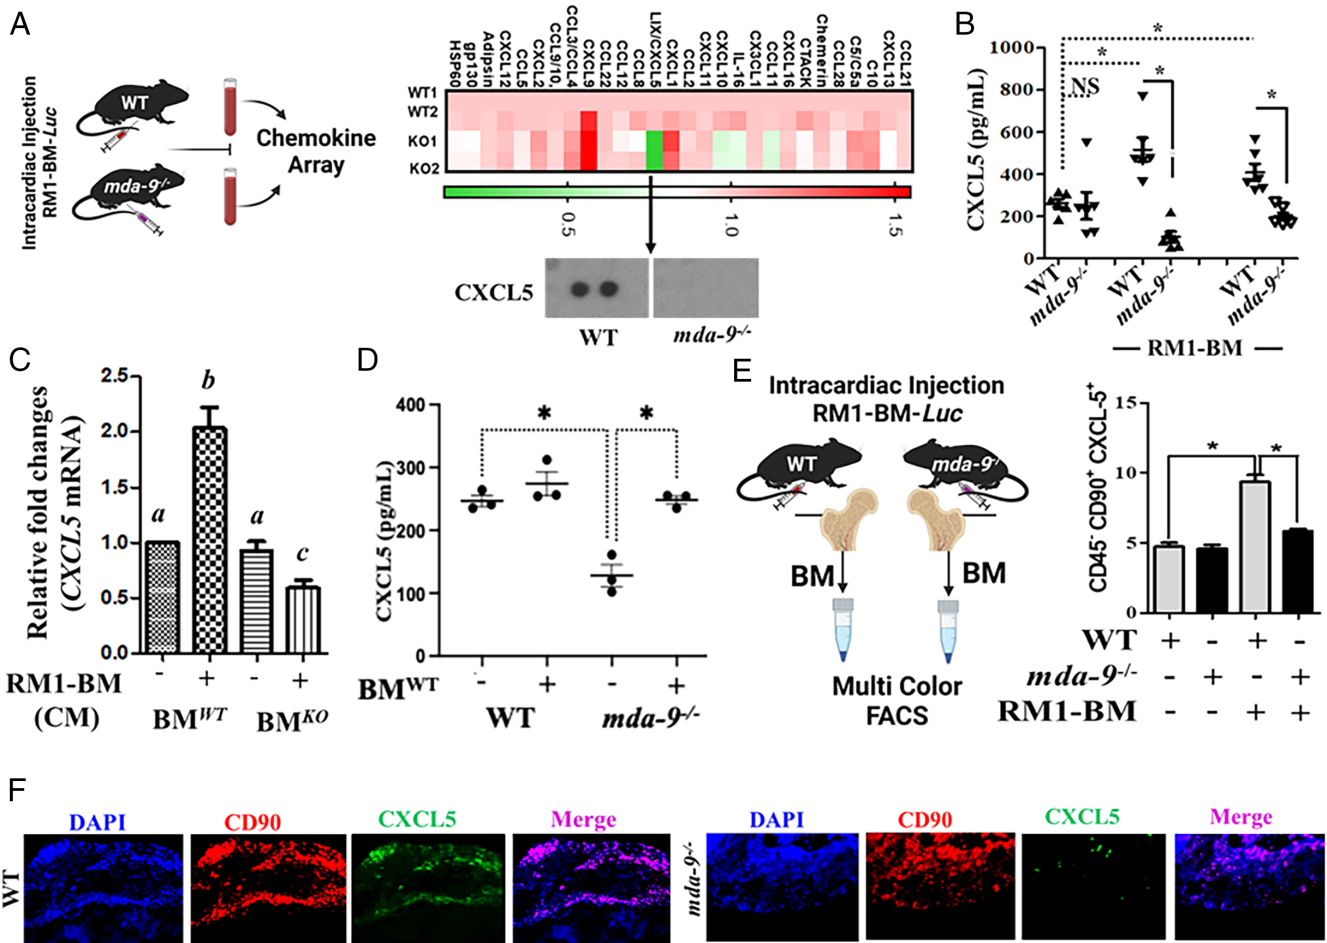 A
Intracardiac Injection
RM1-BM-Luc
WT
mda-9-/-
Chemokine
Array
HSP60
gp130
Adipsin
CXCL12
CCL5
CXCL2
CCL9/10,
CCL3/CCL4
CXCL9
CCL22
CCL12
CCL8
LIX/CXCL5
CXCL1
CCL2
CXCL11
CXCL10
IL-16
CX3CL1
CCL11
CXCL16
CTACK
Chemerin
CCL28
C5/C5a
C10
CXCL13
CCL21
WT1
WT2
KO1
KO2
0.5
1.0
1.5
CXCL5
WT
mda-9-/-
B
CXCL5 (pg/mL)
1000
800
600
400
200
0
NS
*
*
*
*
WT
mda-9-/-
WT
mda-9-/-
WT
mda-9-/-
RM1-BM
C
Relative fold changes
(CXCL5 mRNA)
2.5
2.0
1.5
1.0
0.5
0.0
a
b
a
c
RM1-BM
(CM)
- + - +
BMWT
BMKO
D
CXCL5 (pg/mL)
400
300
200
100
0
*
*
BMWT
- + - +
WT
mda-9-/-
E
Intracardiac Injection
RM1-BM-Luc
WT
mda-9-/
BM
BM
Multi Color
FACS
CD45- CD90+ CXCL-5+
15
10
5
0
*
*
WT + - + -
mda-9-/- - + - +
RM1-BM - - + +
F
WT
DAPI
CD90
CXCL5
Merge
mda-9-/-
DAPI
CD90
CXCL5
Merge